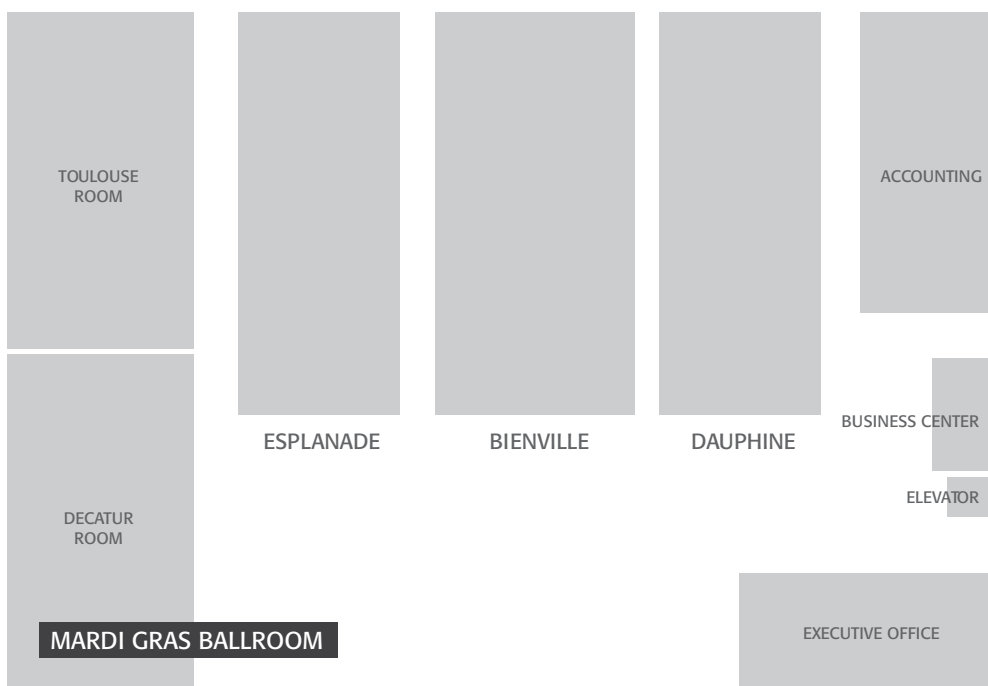 TOULOUSE
ROOM
ACCOUNTING
BUSINESS CENTER
ESPLANADE
BIENVILLE
DAUPHINE
ELEVATOR
DECATUR
ROOM
EXECUTIVE OFFICE
MARDI GRAS BALLROOM